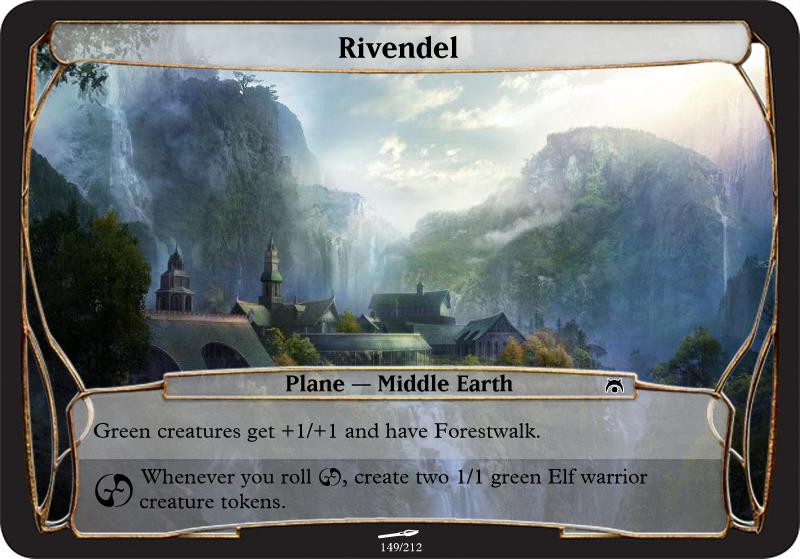 Rivendel
Plane — Middle Earth
Green creatures get +1/+1 and have Forestwalk.
Whenever you roll , create two 1/1 green Elf warrior
creature tokens.
149/212